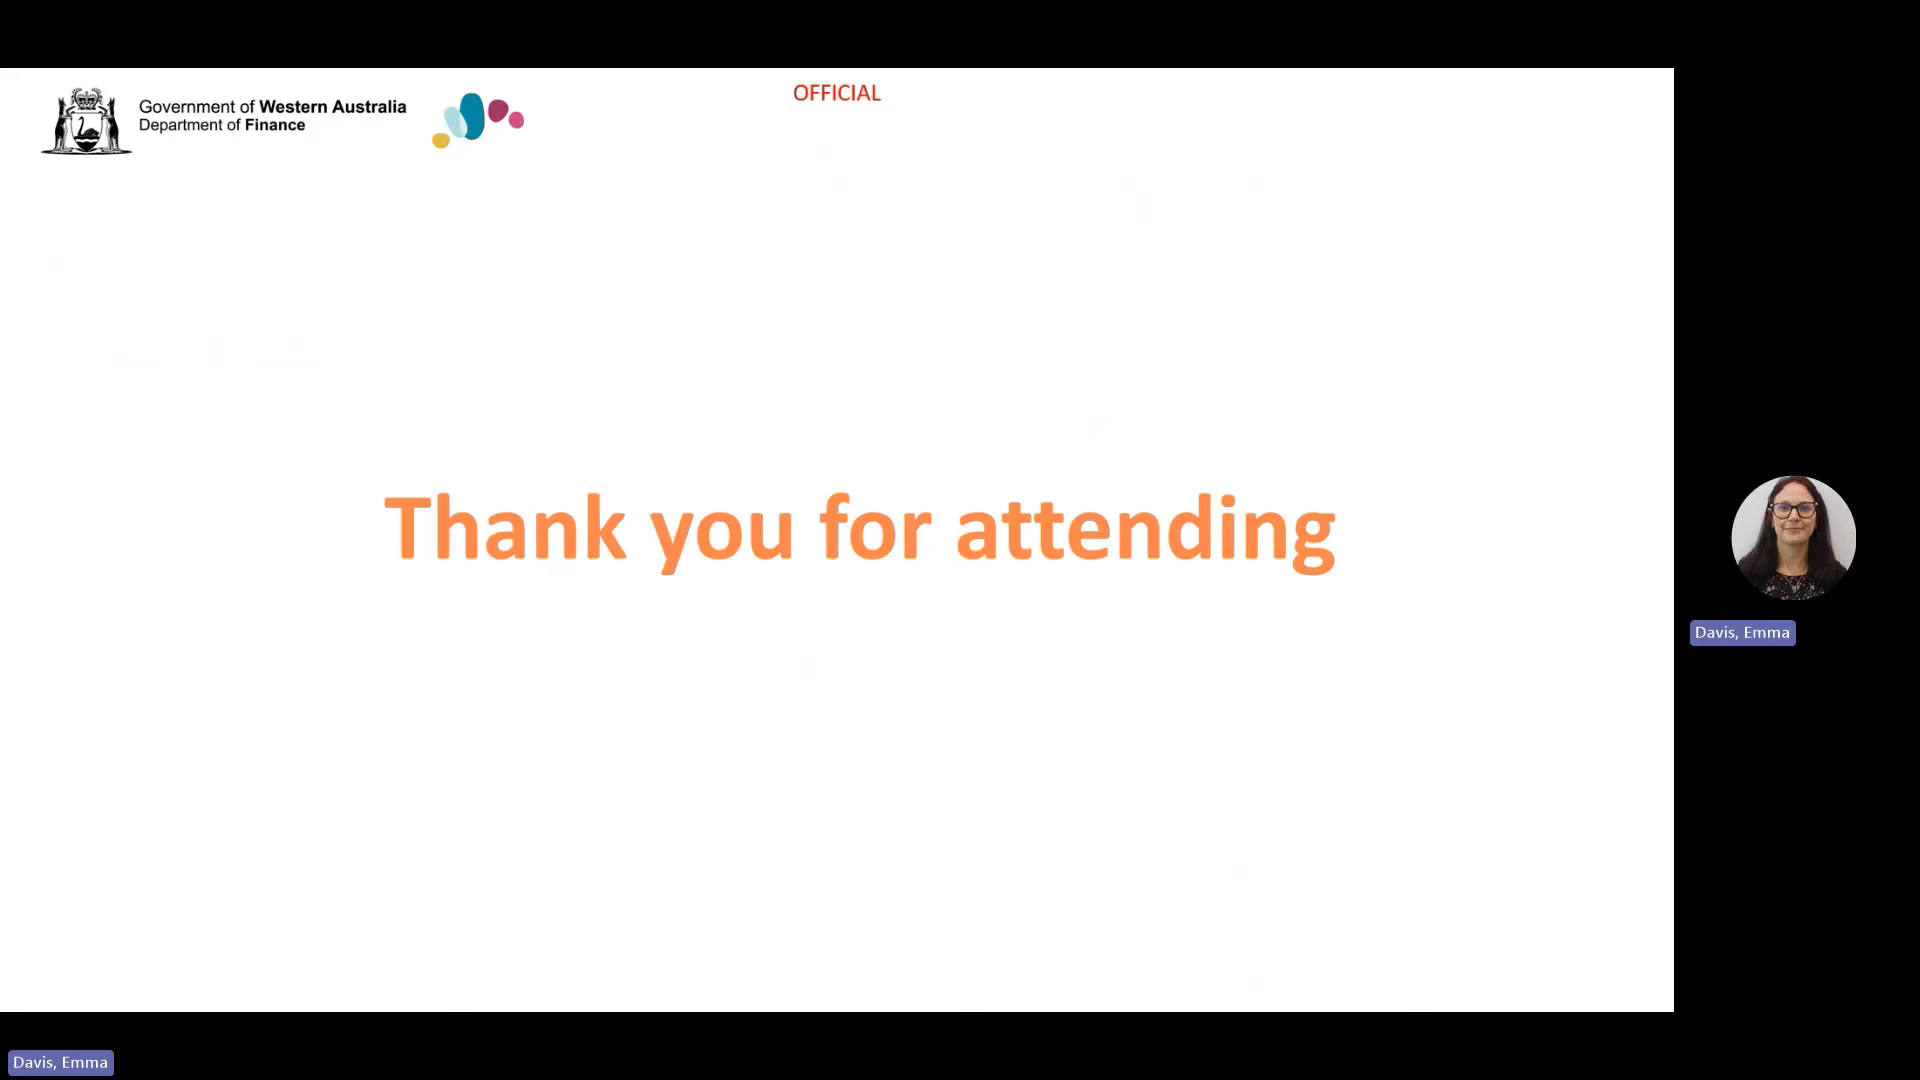 Government of Western Australia
Department of Finance
OFFICIAL
Thank you for attending
Davis, Emma
Davis, Emma